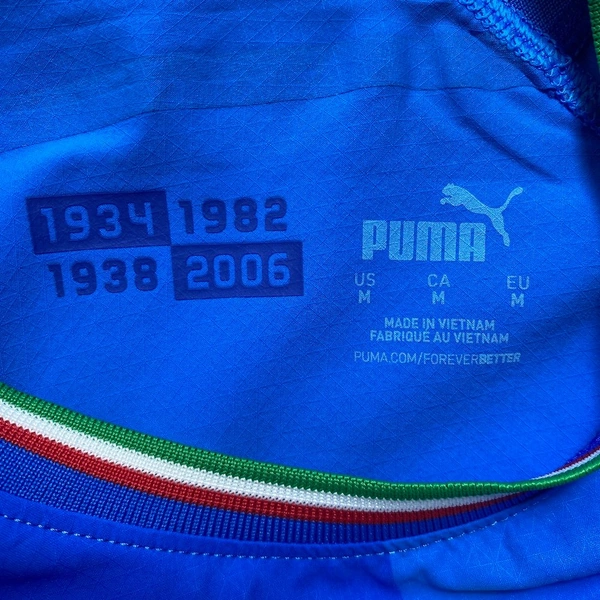 1934 1982
1938 2006
PUMA
US CA EU
M M M
MADE IN VIETNAM
FABRIQUE AU VIETNAM
PUMA.COM/FOREVERBETTER